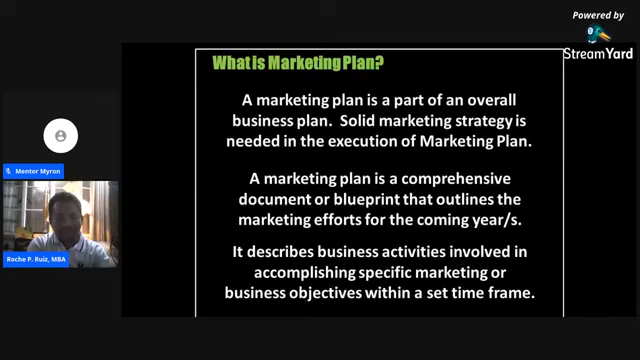 Powered by
StreamYard
What is Marketing Plan?
A marketing plan is a part of an overall
business plan. Solid marketing strategy is
needed in the execution of Marketing Plan.
A marketing plan is a comprehensive
document or blueprint that outlines the
marketing efforts for the coming year/s.
It describes business activities involved in
accomplishing specific marketing or
business objectives within a set time frame.
Mentor Myron
Roche P. Ruiz, MBA